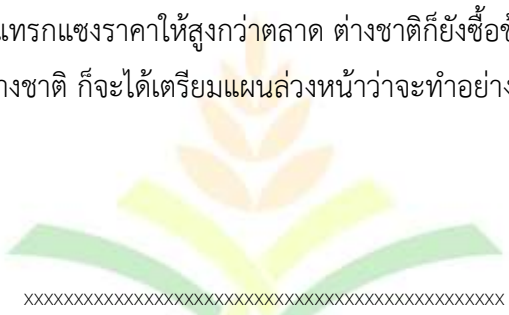 แทรกแซงราคาให้สูงกว่าตลาด ต่างชาติก็ยังซื้อ
างชาติ ก็จะได้เตรียมแผนล่วงหน้าว่าจะทำอย่าง
xxxxxxxxxxxxxxxxxxxxxxxxxxxxxxxxxxxxxxxxxxxxxxxx